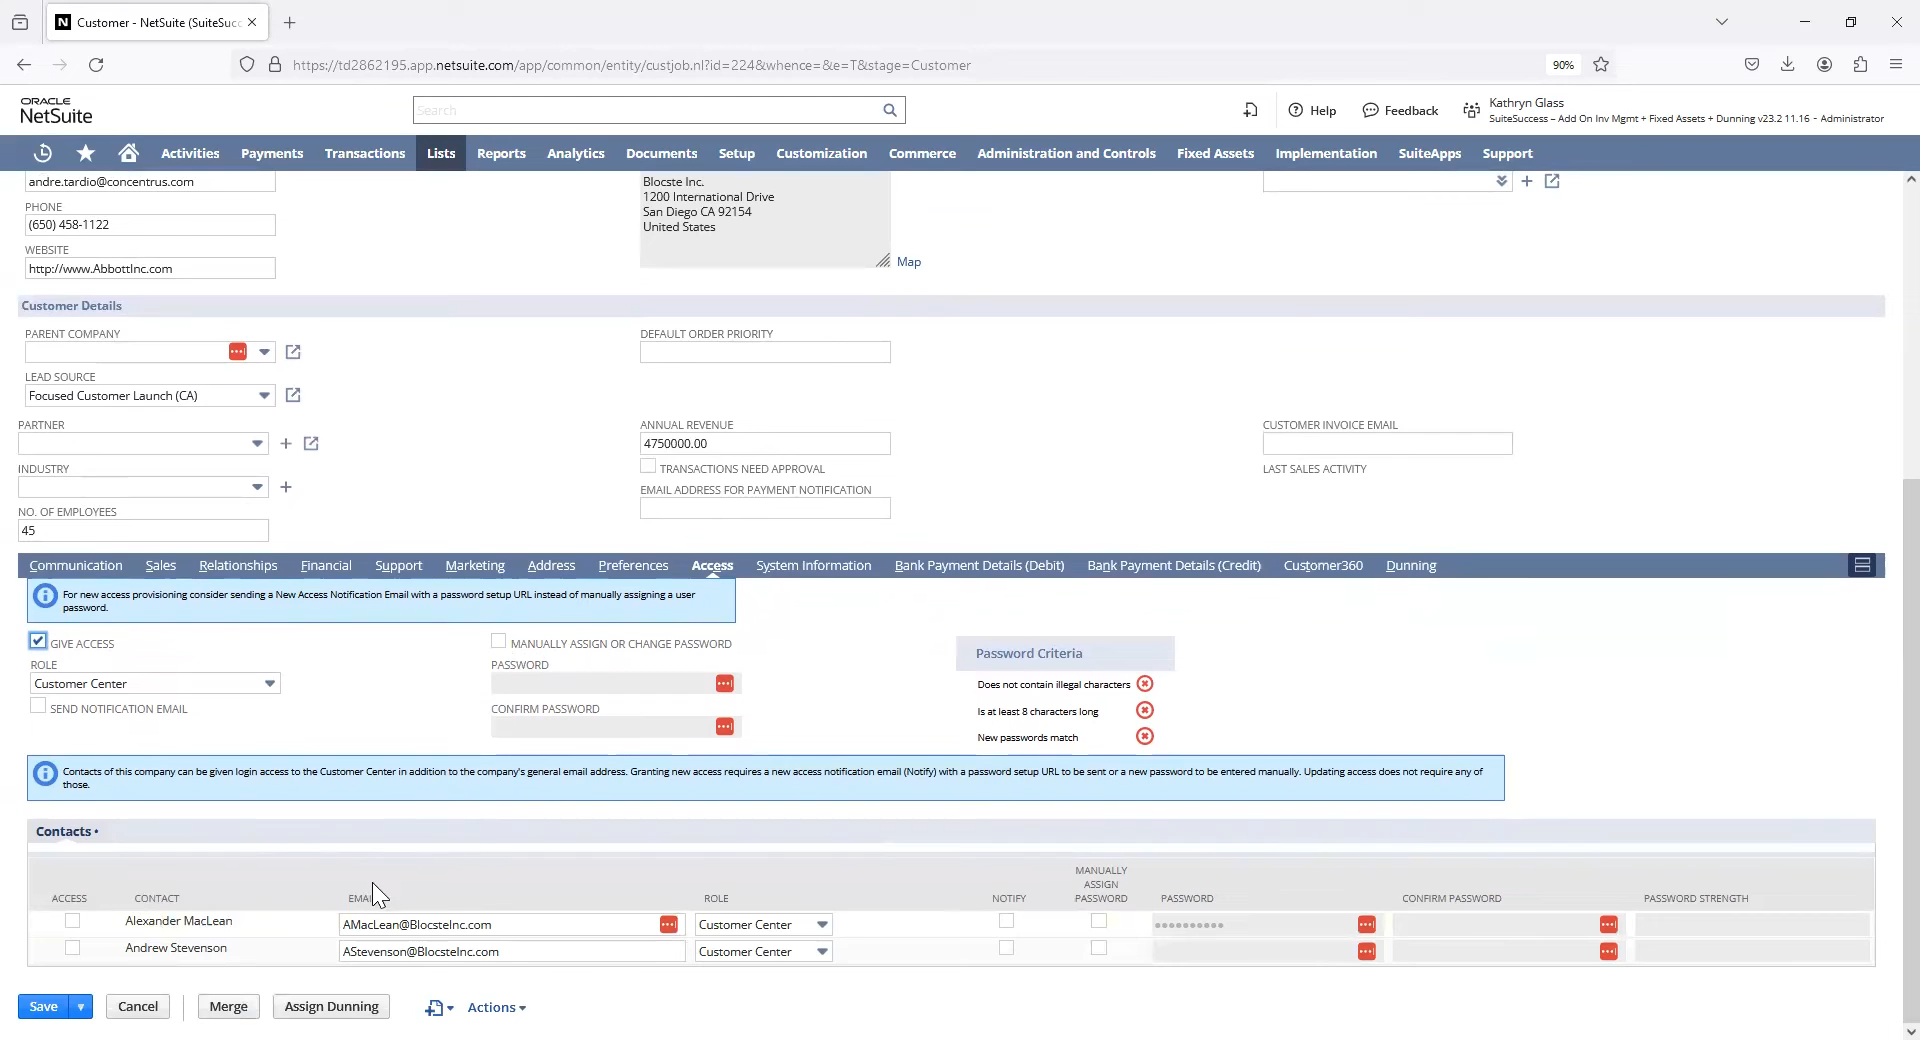 Customer - NetSuite (SuiteSucc
https://td2862195.app.netsuite.com/app/common/entity/custjob.nl?id=224&whence=&e=T&stage=Customer
90%
ORACLE
NetSuite
Search
Help
Feedback
Kathryn Glass
SuiteSuccess – Add On Inv Mgmt + Fixed Assets + Dunning v23.2 11.16 - Administrator
Activities Payments Transactions Lists Reports Analytics Documents Setup Customization Commerce Administration and Controls Fixed Assets Implementation SuiteApps Support
andre.tardio@concentrus.com
PHONE
(650) 458-1122
WEBSITE
http://www.AbbottInc.com
Blocste Inc.
1200 International Drive
San Diego CA 92154
United States
Map
Customer Details
PARENT COMPANY
LEAD SOURCE
Focused Customer Launch (CA)
PARTNER
INDUSTRY
NO. OF EMPLOYEES
45
DEFAULT ORDER PRIORITY
ANNUAL REVENUE
4750000.00
TRANSACTIONS NEED APPROVAL
EMAIL ADDRESS FOR PAYMENT NOTIFICATION
CUSTOMER INVOICE EMAIL
LAST SALES ACTIVITY
Communication Sales Relationships Financial Support Marketing Address Preferences Access System Information Bank Payment Details (Debit) Bank Payment Details (Credit) Customer360 Dunning
For new access provisioning consider sending a New Access Notification Email with a password setup URL instead of manually assigning a user
password.
GIVE ACCESS
ROLE
Customer Center
SEND NOTIFICATION EMAIL
MANUALLY ASSIGN OR CHANGE PASSWORD
PASSWORD
CONFIRM PASSWORD
Password Criteria
Does not contain illegal characters
Is at least 8 characters long
New passwords match
Contacts of this company can be given login access to the Customer Center in addition to the company's general email address. Granting new access requires a new access notification email (Notify) with a password setup URL to be sent or a new password to be entered manually. Updating access does not require any of
those.
Contacts •
ACCESS CONTACT EMAIL ROLE NOTIFY MANUALLY ASSIGN PASSWORD PASSWORD CONFIRM PASSWORD PASSWORD STRENGTH
Alexander MacLean AMacLean@BlocsteInc.com Customer Center
Andrew Stevenson AStevenson@BlocsteInc.com Customer Center
Save Cancel Merge Assign Dunning Actions